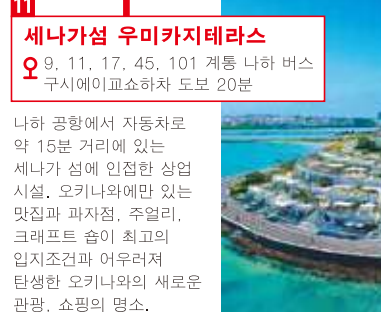 11
세나가섬 우미카지테라스
9, 11, 17, 45, 101 계통 나하 버스
구시에이교쇼하차 도보 20분
나하 공항에서 자동차로
약 15분 거리에 있는
세나가 섬에 인접한 상업
시설. 오키나와에만 있는
맛집과 과자점, 주얼리,
크래프트 숍이 최고의
입지조건과 어우러져
탄생한 오키나와의 새로운
관광, 쇼핑의 명소.